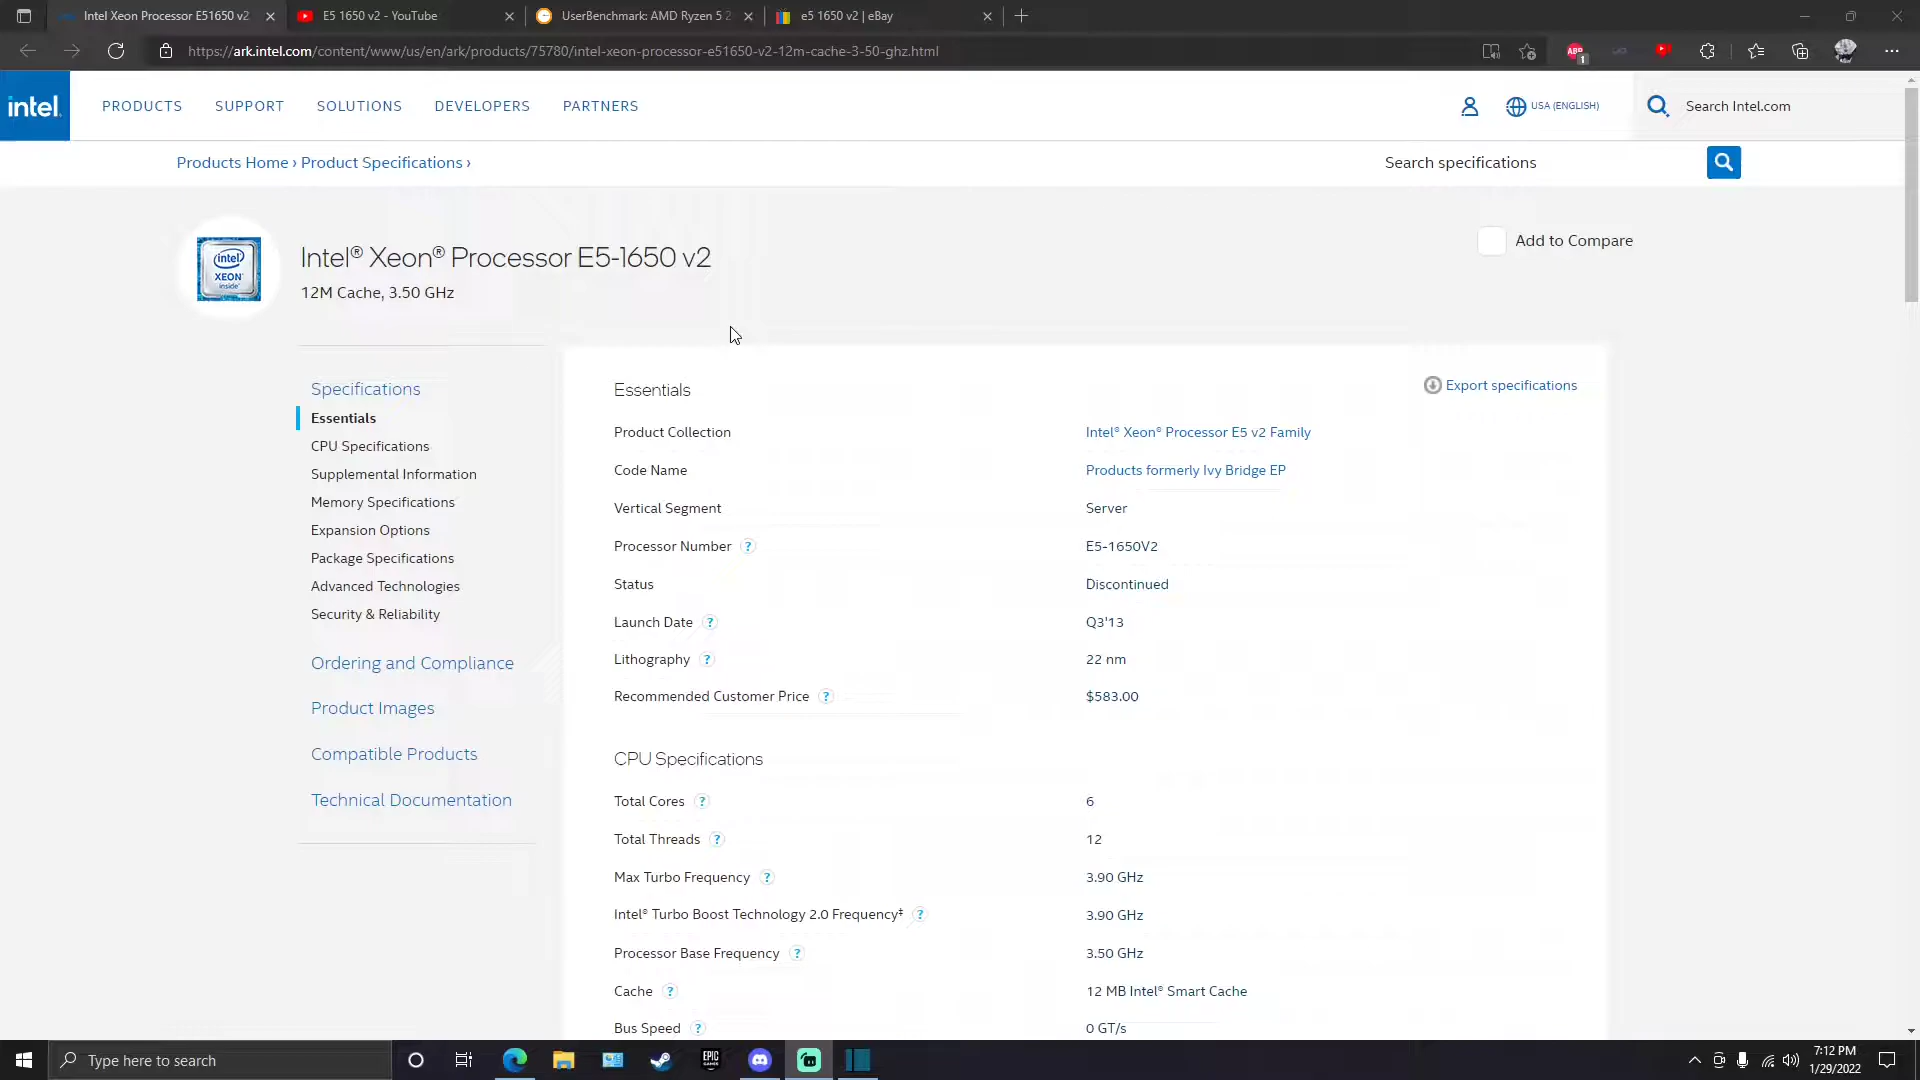 Intel Xeon Processor E51650 v2
E5 1650 v2 - YouTube
UserBenchmark: AMD Ryzen 5 2
e5 1650 v2 | eBay
https://ark.intel.com/content/www/us/en/ark/products/75780/intel-xeon-processor-e51650-v2-12m-cache-3-50-ghz.html
ABP
1
intel.
PRODUCTS
SUPPORT
SOLUTIONS
DEVELOPERS
PARTNERS
USA (ENGLISH)
Search Intel.com
Products Home › Product Specifications ›
Search specifications
intel
XEON
inside
Intel® Xeon® Processor E5-1650 v2
12M Cache, 3.50 GHz
Add to Compare
Specifications
Essentials
CPU Specifications
Supplemental Information
Memory Specifications
Expansion Options
Package Specifications
Advanced Technologies
Security & Reliability
Ordering and Compliance
Product Images
Compatible Products
Technical Documentation
Essentials
Export specifications
Product Collection
Intel® Xeon® Processor E5 v2 Family
Code Name
Products formerly Ivy Bridge EP
Vertical Segment
Server
Processor Number ?
E5-1650V2
Status
Discontinued
Launch Date ?
Q3'13
Lithography ?
22 nm
Recommended Customer Price ?
$583.00
CPU Specifications
Total Cores ?
6
Total Threads ?
12
Max Turbo Frequency ?
3.90 GHz
Intel® Turbo Boost Technology 2.0 Frequency‡ ?
3.90 GHz
Processor Base Frequency ?
3.50 GHz
Cache ?
12 MB Intel® Smart Cache
Bus Speed ?
0 GT/s
Type here to search
EPIC
GAMES
7:12 PM
1/29/2022